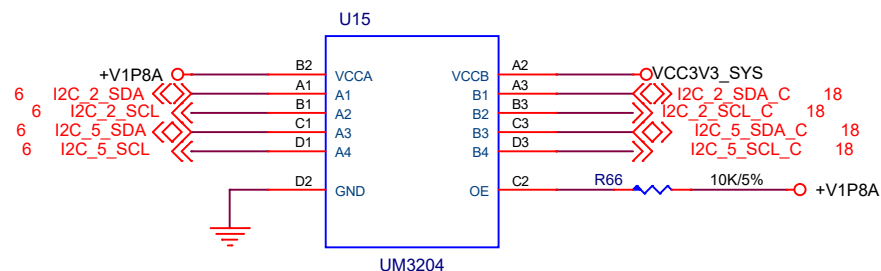 U15
+V1P8A B2 VCCA VCCB A2 VCC3V3_SYS
6 I2C_2_SDA A1 A1 B1 A3 I2C_2_SDA_C 18
6 I2C_2_SCL B1 A2 B2 B3 I2C_2_SCL_C 18
6 I2C_5_SDA C1 A3 B3 C3 I2C_5_SDA_C 18
6 I2C_5_SCL D1 A4 B4 D3 I2C_5_SCL_C 18
D2 GND OE C2 R66 10K/5% +V1P8A
UM3204